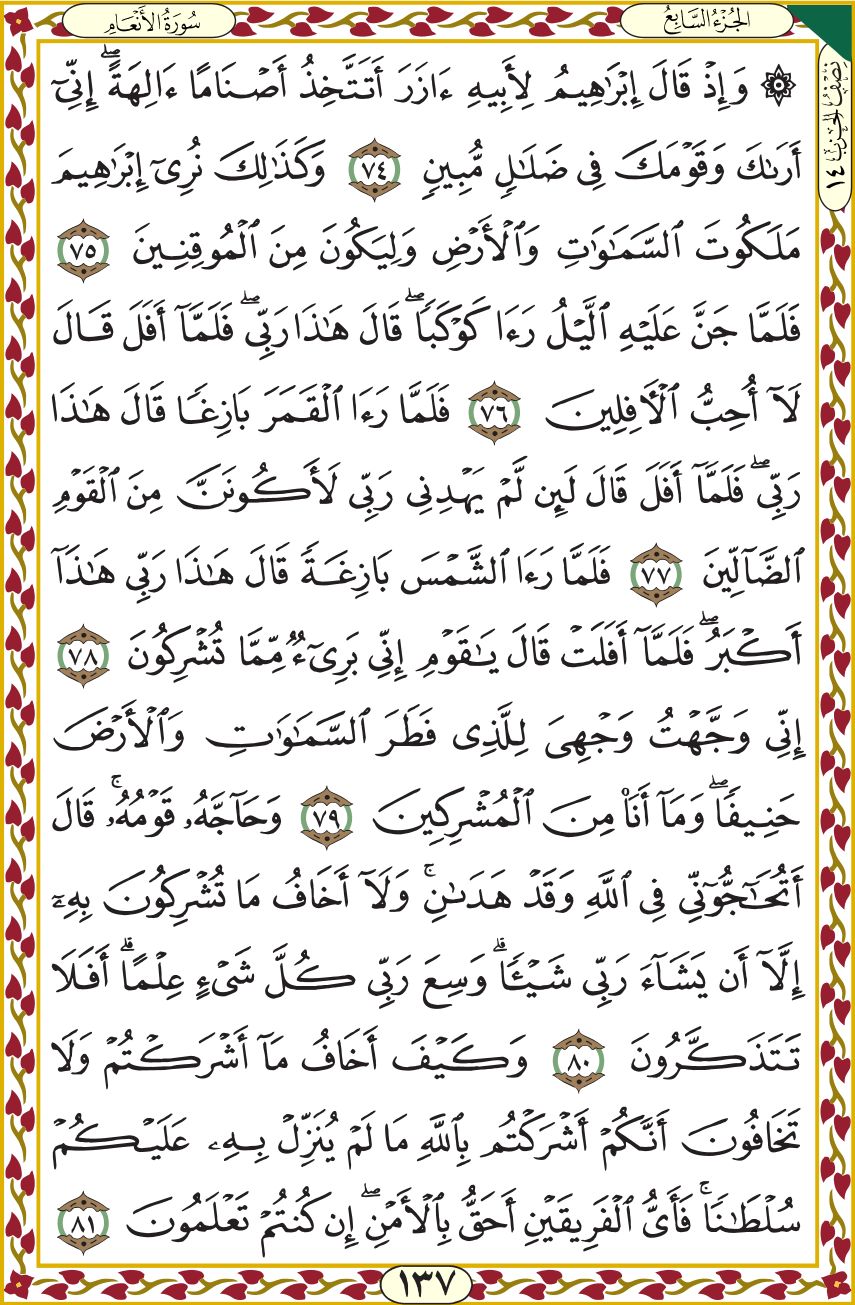 سُورَةُ الأَنْعَامِ
الجُزْءُ السَّابِعُ
نِصْفُ الحِزْبِ ١٤
۞ وَإِذْ قَالَ إِبْرَٰهِيمُ لِأَبِيهِ ءَازَرَ أَتَتَّخِذُ أَصْنَامًا ءَالِهَةً ۖ إِنِّىٓ
أَرَىٰكَ وَقَوْمَكَ فِى ضَلَٰلٍ مُّبِينٍ ٧٤ وَكَذَٰلِكَ نُرِىٓ إِبْرَٰهِيمَ
مَلَكُوتَ السَّمَٰوَٰتِ وَٱلْأَرْضِ وَلِيَكُونَ مِنَ ٱلْمُوقِنِينَ ٧٥
فَلَمَّا جَنَّ عَلَيْهِ ٱلَّيْلُ رَءَا كَوْكَبًا ۖ قَالَ هَٰذَا رَبِّى ۖ فَلَمَّآ أَفَلَ قَالَ
لَآ أُحِبُّ ٱلْأَفِلِينَ ٧٦ فَلَمَّا رَءَا ٱلْقَمَرَ بَازِغًا قَالَ هَٰذَا
رَبِّى ۖ فَلَمَّآ أَفَلَ قَالَ لَئِن لَّمْ يَهْدِنِى رَبِّى لَأَكُونَنَّ مِنَ ٱلْقَوْمِ
ٱلضَّآلِّينَ ٧٧ فَلَمَّا رَءَا ٱلشَّمْسَ بَازِغَةً قَالَ هَٰذَا رَبِّى هَٰذَآ
أَكْبَرُ ۖ فَلَمَّآ أَفَلَتْ قَالَ يَٰقَوْمِ إِنِّى بَرِىٓءٌ مِّمَّا تُشْرِكُونَ ٧٨
إِنِّى وَجَّهْتُ وَجْهِىَ لِلَّذِى فَطَرَ ٱلسَّمَٰوَٰتِ وَٱلْأَرْضَ
حَنِيفًا ۖ وَمَآ أَنَا۠ مِنَ ٱلْمُشْرِكِينَ ٧٩ وَحَآجَّهُۥ قَوْمُهُۥ ۚ قَالَ
أَتُحَٰٓجُّوٓنِّى فِى ٱللَّهِ وَقَدْ هَدَىٰنِ ۚ وَلَآ أَخَافُ مَا تُشْرِكُونَ بِهِۦٓ
إِلَّآ أَن يَشَآءَ رَبِّى شَيْـًٔا ۗ وَسِعَ رَبِّى كُلَّ شَىْءٍ عِلْمًا ۗ أَفَلَا
تَتَذَكَّرُونَ ٨٠ وَكَيْفَ أَخَافُ مَآ أَشْرَكْتُمْ وَلَا
تَخَافُونَ أَنَّكُمْ أَشْرَكْتُم بِٱللَّهِ مَا لَمْ يُنَزِّلْ بِهِۦ عَلَيْكُمْ
سُلْطَٰنًا ۚ فَأَىُّ ٱلْفَرِيقَيْنِ أَحَقُّ بِٱلْأَمْنِ ۖ إِن كُنتُمْ تَعْلَمُونَ ٨١
١٣٧